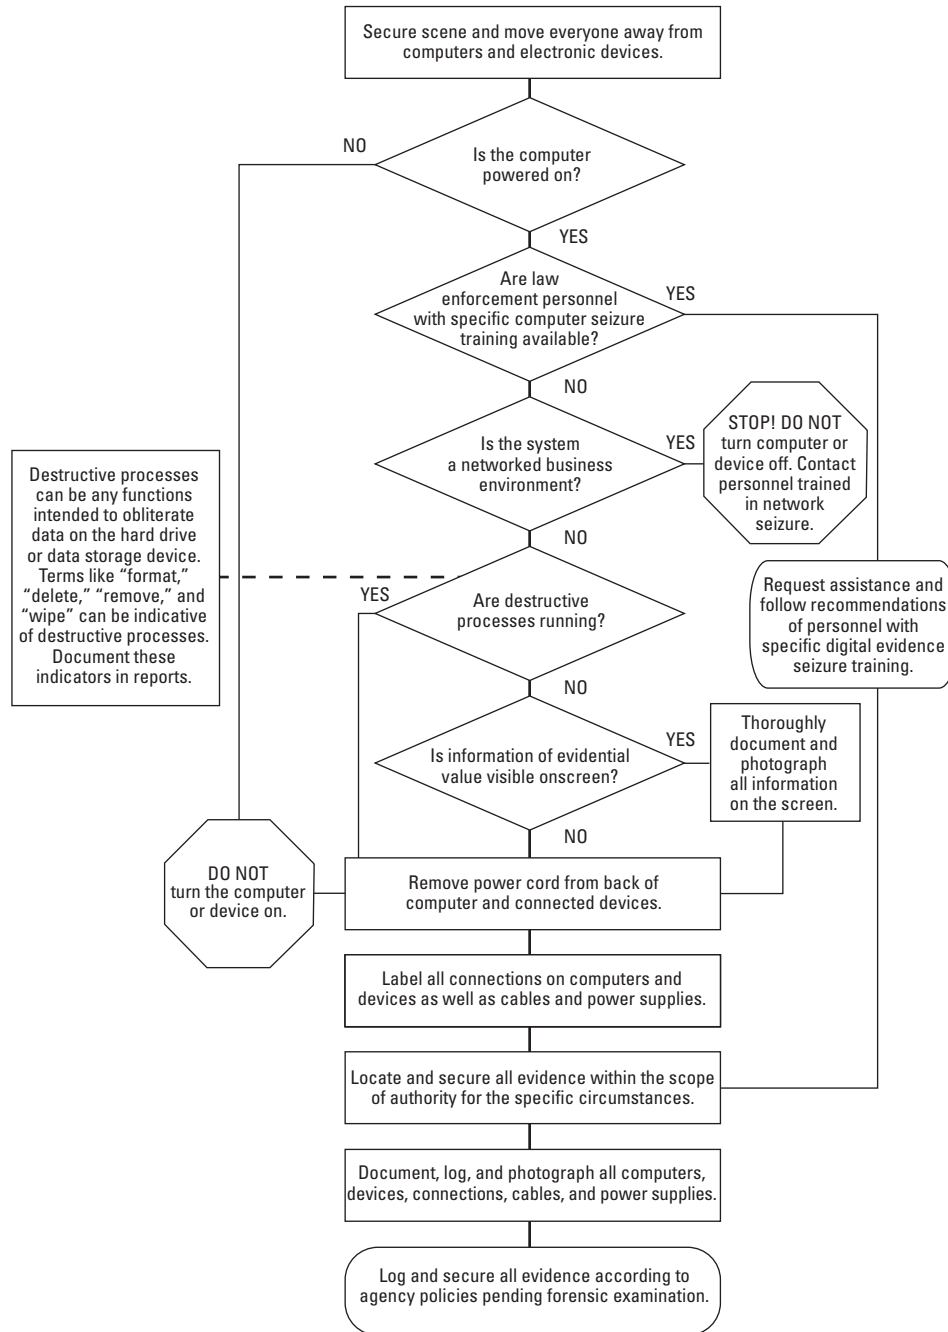 Secure scene and move everyone away from
computers and electronic devices.
NO
Is the computer
powered on?
YES
Are law
enforcement personnel
with specific computer seizure
training available?
YES
NO
Is the system
a networked business
environment?
YES
STOP! DO NOT
turn computer or
device off. Contact
personnel trained
in network
seizure.
NO
Destructive processes
can be any functions
intended to obliterate
data on the hard drive
or data storage device.
Terms like “format,”
“delete,” “remove,” and
“wipe” can be indicative
of destructive processes.
Document these
indicators in reports.
YES
Are destructive
processes running?
Request assistance and
follow recommendations
of personnel with
specific digital evidence
seizure training.
NO
Is information of evidential
value visible onscreen?
YES
Thoroughly
document and
photograph
all information
on the screen.
NO
DO NOT
turn the computer
or device on.
Remove power cord from back of
computer and connected devices.
Label all connections on computers and
devices as well as cables and power supplies.
Locate and secure all evidence within the scope
of authority for the specific circumstances.
Document, log, and photograph all computers,
devices, connections, cables, and power supplies.
Log and secure all evidence according to
agency policies pending forensic examination.